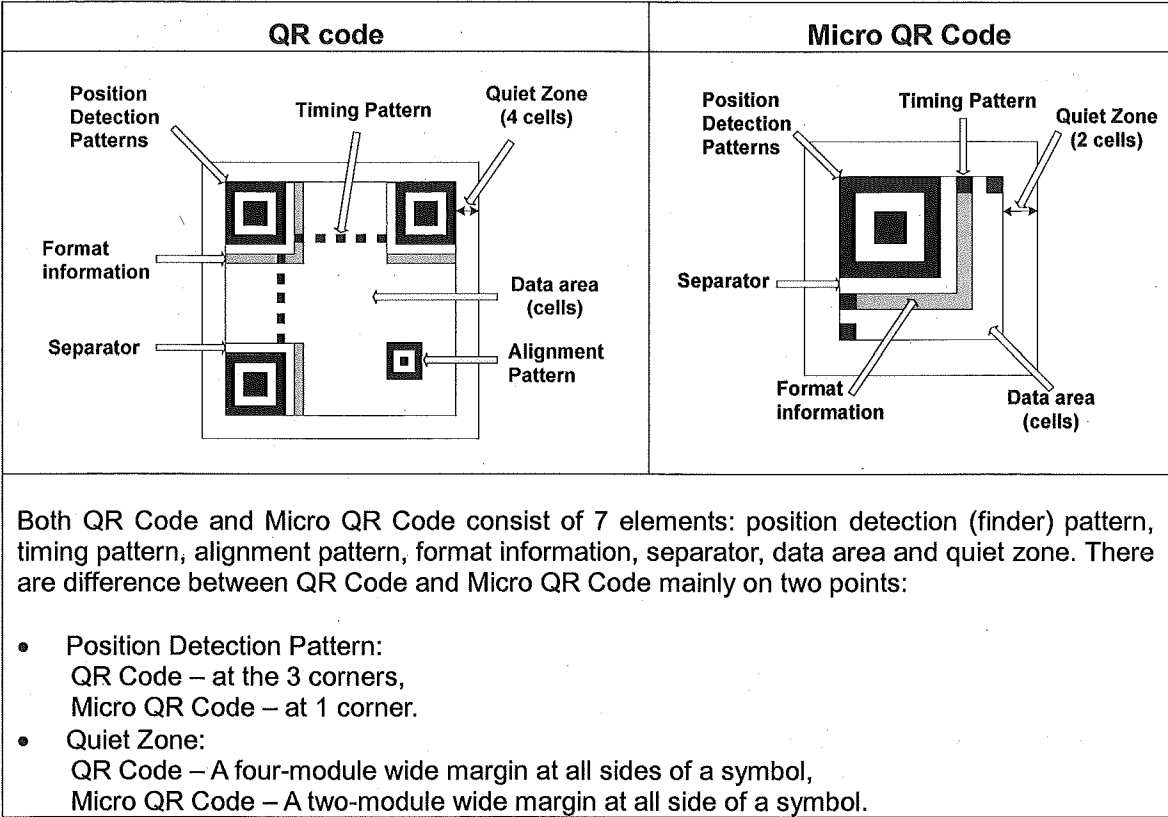 QR code
Position
Detection
Patterns
Timing Pattern
Quiet Zone
(4 cells)
Format
information
Separator
Data area
(cells)
Alignment
Pattern
Micro QR Code
Position
Detection
Patterns
Timing Pattern
Quiet Zone
(2 cells)
Separator
Format
information
Data area
(cells)
Both QR Code and Micro QR Code consist of 7 elements: position detection (finder) pattern,
timing pattern, alignment pattern, format information, separator, data area and quiet zone. There
are difference between QR Code and Micro QR Code mainly on two points:
• Position Detection Pattern:
QR Code – at the 3 corners,
Micro QR Code – at 1 corner.
• Quiet Zone:
QR Code – A four-module wide margin at all sides of a symbol,
Micro QR Code – A two-module wide margin at all side of a symbol.